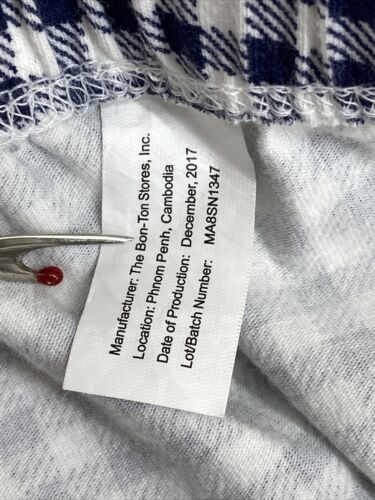 Manufacturer: The Bon-Ton Stores, Inc.
Location: Phnom Penh, Cambodia
Date of Production: December, 2017
Lot/Batch Number: MA8SN1347